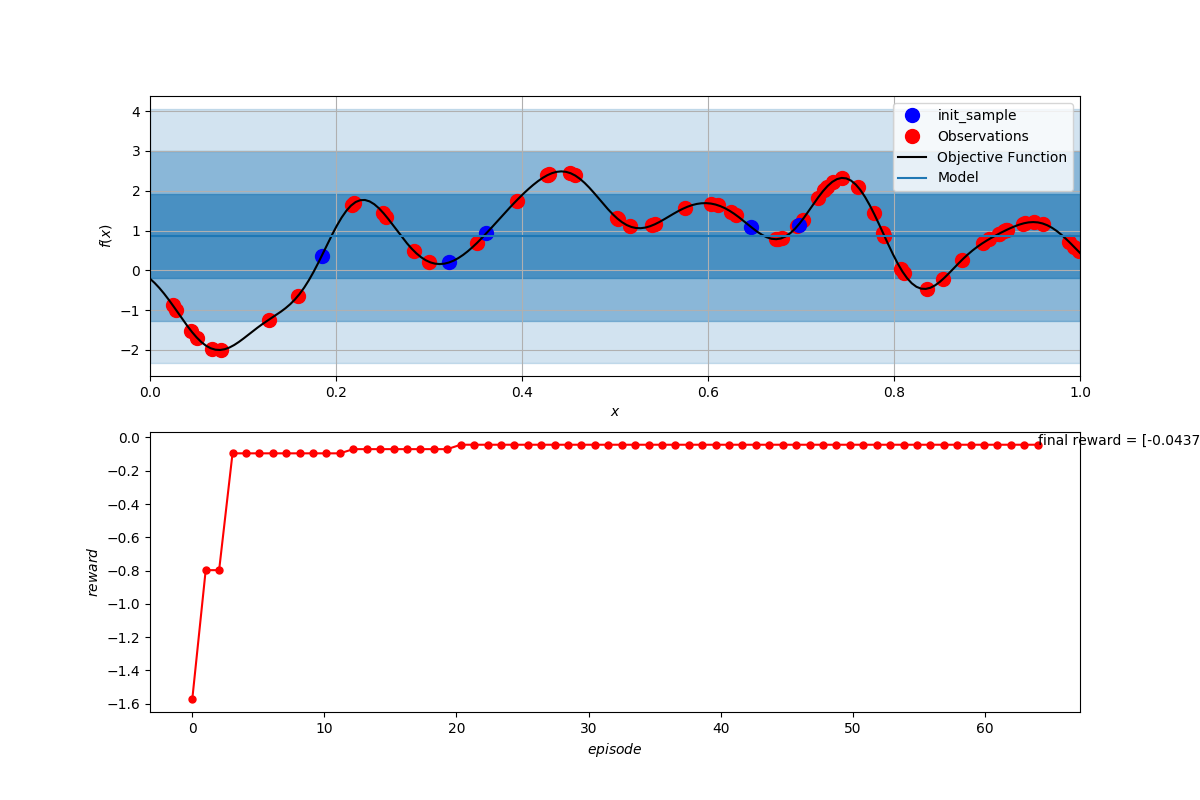 4
3
2
1
0
−1
−2
f(x)
init_sample
Observations
Objective Function
Model
0.0 0.2 0.4 0.6 0.8 1.0
x
0.0
−0.2
−0.4
−0.6
−0.8
−1.0
−1.2
−1.4
−1.6
reward
final reward = [-0.0437
0 10 20 30 40 50 60
episode